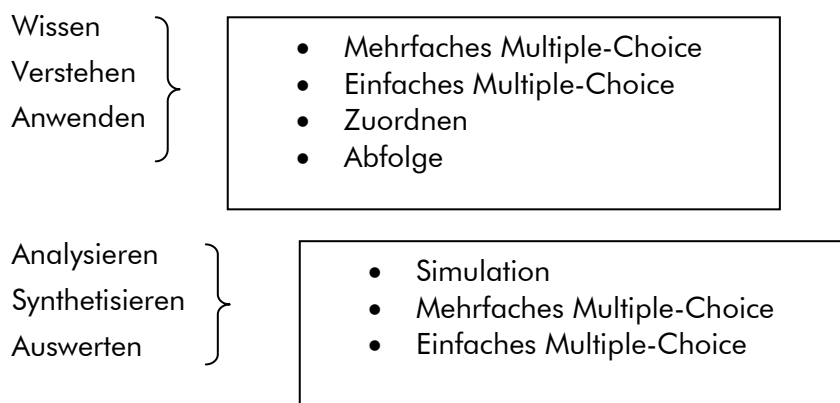 Wissen
Verstehen
Anwenden
• Mehrfaches Multiple-Choice
• Einfaches Multiple-Choice
• Zuordnen
• Abfolge
Analysieren
Synthetisieren
Auswerten
• Simulation
• Mehrfaches Multiple-Choice
• Einfaches Multiple-Choice